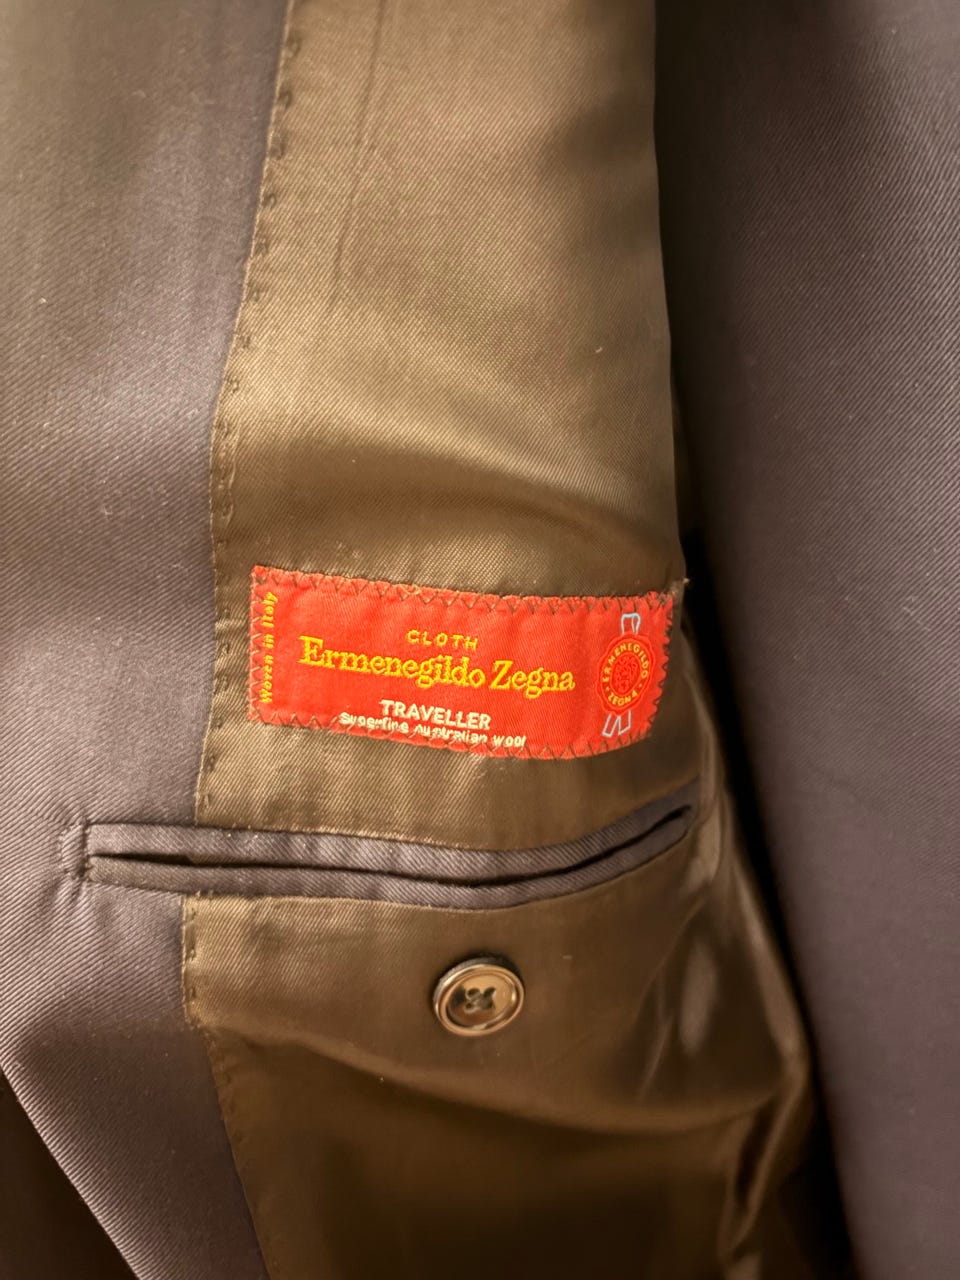 Woven in Italy
CLOTH
Ermenegildo Zegna
TRAVELLER
Superfine Australian wool
ERMENEGILDO
ZEGNA